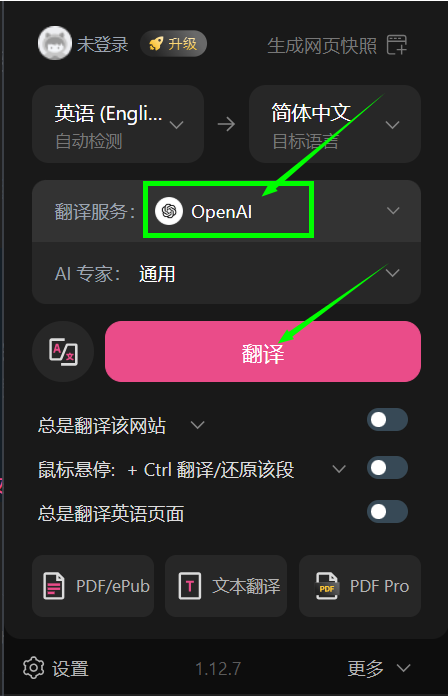 未登录 升级 生成网页快照
英语 (Engli... 简体中文
自动检测 目标语言
翻译服务: OpenAI
AI 专家: 通用
A 文 翻译
总是翻译该网站
鼠标悬停: + Ctrl 翻译/还原该段
总是翻译英语页面
PDF/ePub T 文本翻译 PDF PDF Pro
设置 1.12.7 更多